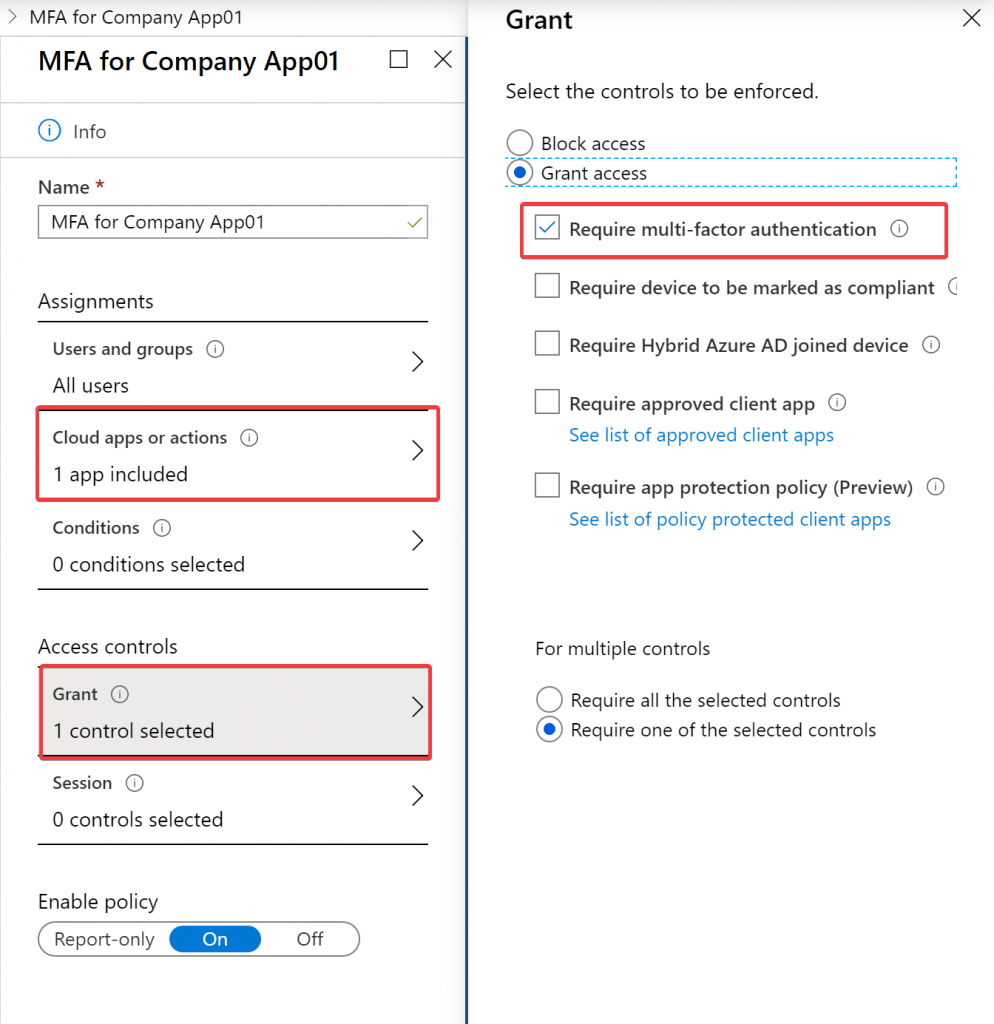 MFA for Company App01
MFA for Company App01
Info
Name *
MFA for Company App01
Assignments
Users and groups
All users
Cloud apps or actions
1 app included
Conditions
0 conditions selected
Access controls
Grant
1 control selected
Session
0 controls selected
Enable policy
Report-only On Off
Grant
Select the controls to be enforced.
Block access
Grant access
Require multi-factor authentication
Require device to be marked as compliant
Require Hybrid Azure AD joined device
Require approved client app
See list of approved client apps
Require app protection policy (Preview)
See list of policy protected client apps
For multiple controls
Require all the selected controls
Require one of the selected controls